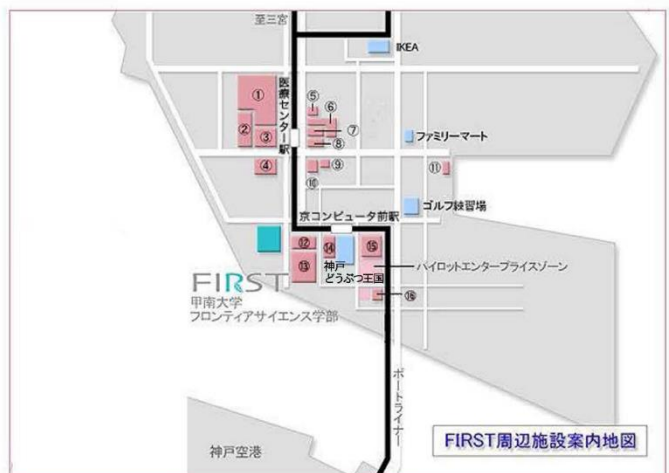 至三宮
IKEA
医療センター駅
①
②
③
④
⑤
⑥
⑦
⑧
⑨
⑩
ファミリーマート
⑪
ゴルフ練習場
京コンピュータ前駅
⑫
⑬
⑭
⑮
神戸
どうぶつ王国
パイロットエンタープライスゾーン
⑯
FIRST
甲南大学
フロンティアサイエンス学部
ポートライナー
神戸空港
FIRST周辺施設案内地図